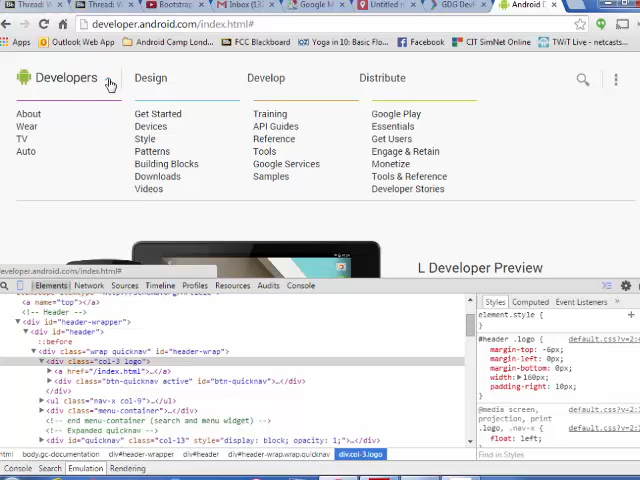 Thread: W
Thread: W
Bootstrap
Inbox (13
Google M
Untitled n
GDG Devi
Android D
developer.android.com/index.html#
Apps
Outlook Web App
Android Camp Lond...
FCC Blackboard
Yoga in 10: Basic Flo...
Facebook
CIT SimNet Online
TWiT Live - netcasts...
Developers
Design
Develop
Distribute
About
Wear
TV
Auto
Get Started
Devices
Style
Patterns
Building Blocks
Downloads
Videos
Training
API Guides
Reference
Tools
Google Services
Samples
Google Play
Essentials
Get Users
Engage & Retain
Monetize
Tools & Reference
Developer Stories
L Developer Preview
developer.android.com/index.html#
Elements Network Sources Timeline Profiles Resources Audits Console
<a name="top"></a>
<!-- Header -->
<div id="header-wrapper">
<div id="header">
::before
<div class="wrap quicknav" id="header-wrap">
<div class="col-3 logo">
<a href="/index.html">…</a>
<div class="btn-quicknav active" id="btn-quicknav">…</div>
</div>
<ul class="nav-x col-9">…</ul>
<div class="menu-container">…</div>
<!-- end menu-container (search and menu widget) -->
<!-- Expanded quicknav -->
<div id="quicknav" class="col-13" style="display: block; opacity: 1;">
html body.gc-documentation div#header-wrapper div#header div#header-wrap.wrap.quicknav div.col-3.logo
Console Search Emulation Rendering
Styles Computed Event Listeners »
element.style {
}
#header .logo { default.css?v=2:
margin-top: -6px;
margin-left: 0px;
margin-bottom: 0px;
width: 160px;
padding-right: 10px;
}
@media screen, default.css?v=2:
projection, print
.logo, .nav-x {
float: left;
Find in Styles